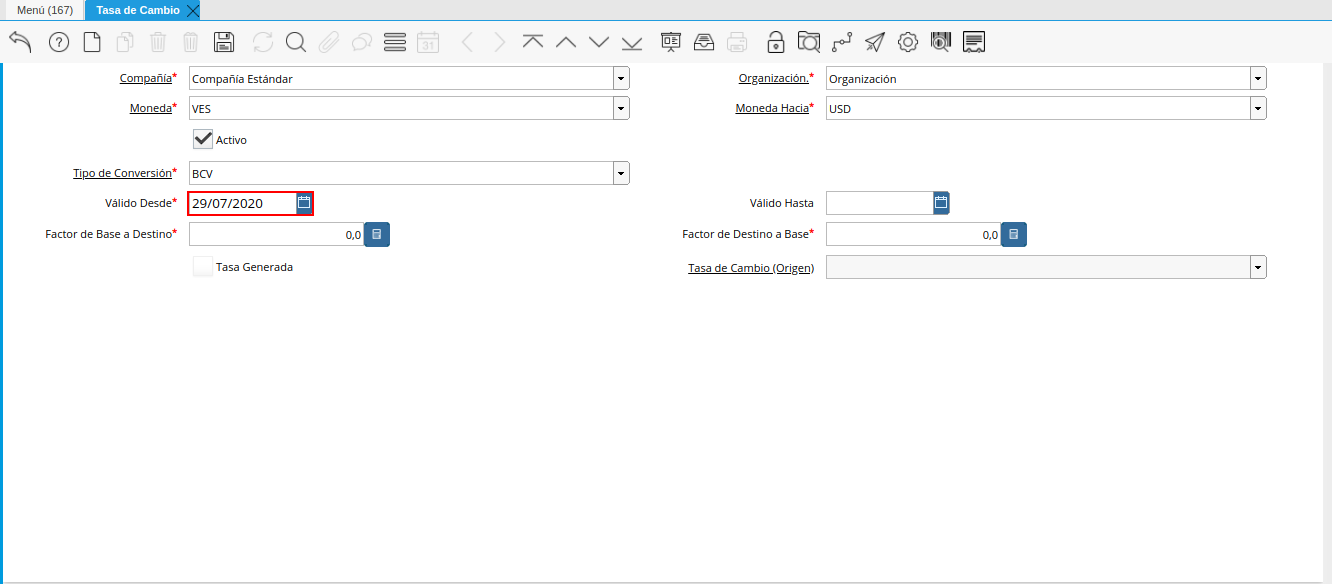 Menú (167) Tasa de Cambio
31
Compañía* Compañía Estándar Organización.* Organización
Moneda* VES Moneda Hacia* USD
Activo
Tipo de Conversión* BCV
Válido Desde* 29/07/2020 Válido Hasta
Factor de Base a Destino* 0,0 Factor de Destino a Base* 0,0
Tasa Generada Tasa de Cambio (Origen)